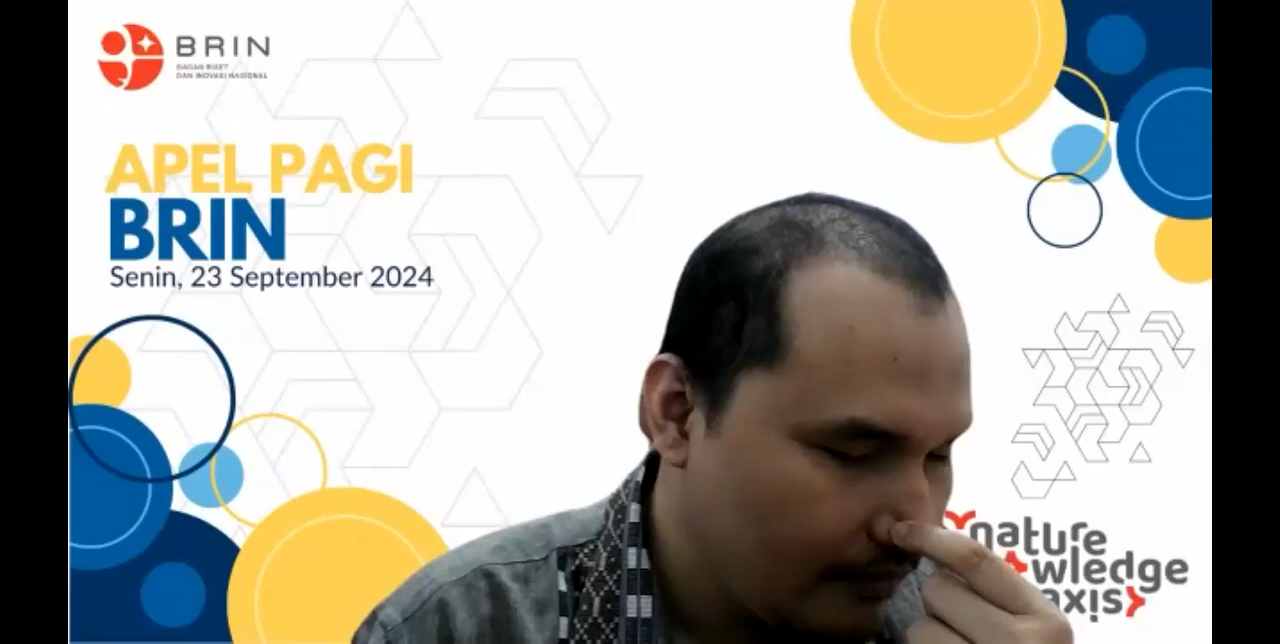 BRIN
BADAN RISET
DAN INOVASI NASIONAL
APEL PAGI
BRIN
Senin, 23 September 2024
nature
wledge
axis